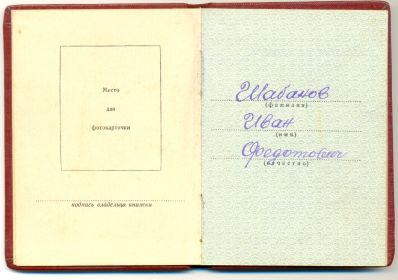 Место
для
фотокарточки
подпись владельца книжки
Шабанов
(фамилия)
Иван
(имя)
Федотович
(отчество)